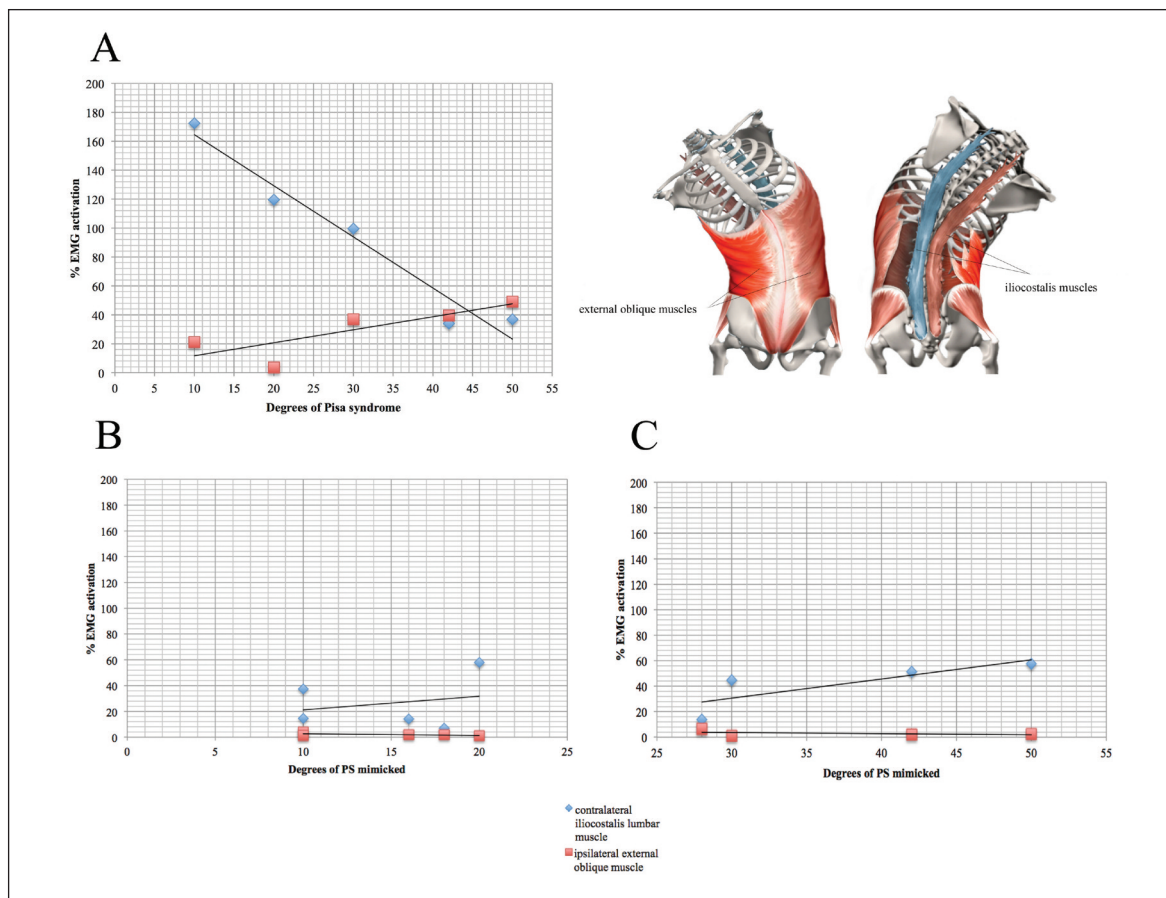 A
200
180
160
140
120
100
80
60
40
20
0
% EMG activation
0 5 10 15 20 25 30 35 40 45 50 55
Degrees of Pisa syndrome
external oblique muscles
iliocostalis muscles
B
200
180
160
140
120
100
80
60
40
20
0
% EMG activation
0 5 10 15 20 25
Degrees of PS mimicked
C
200
180
160
140
120
100
80
60
40
20
0
% EMG activation
25 30 35 40 45 50 55
Degrees of PS mimicked
contralateral
iliocostalis lumbar
muscle
ipsilateral external
oblique muscle